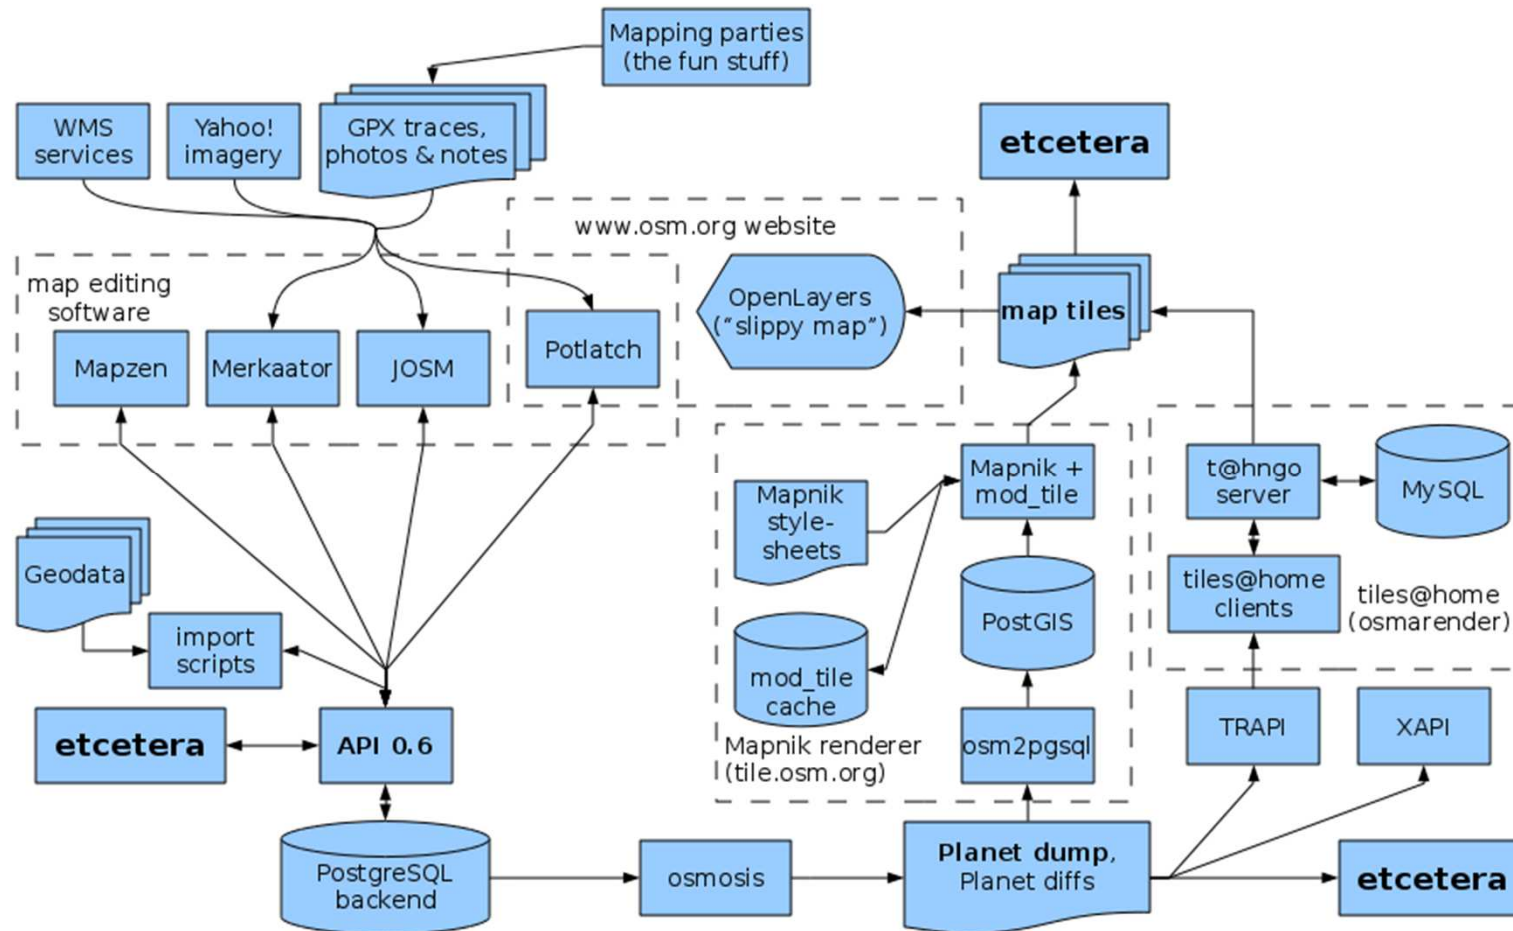 Mapping parties
(the fun stuff)
WMS
services
Yahoo!
imagery
GPX traces,
photos & notes
etcetera
www.osm.org website
map editing
software
OpenLayers
("slippy map")
map tiles
Mapzen
Merkaator
JOSM
Potlatch
Mapnik
style-
sheets
Mapnik +
mod_tile
t@hngo
server
MySQL
Geodata
import
scripts
PostGIS
tiles@home
clients
tiles@home
(osmarender)
mod_tile
cache
etcetera
API 0.6
Mapnik renderer
(tile.osm.org)
osm2pgsql
TRAPI
XAPI
PostgreSQL
backend
osmosis
Planet dump,
Planet diffs
etcetera